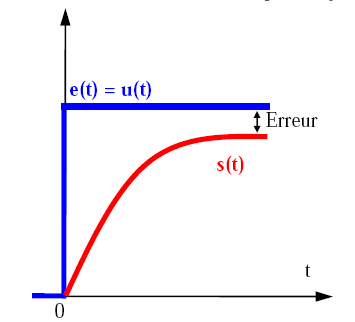 e(t) = u(t)
Erreur
s(t)
t
0